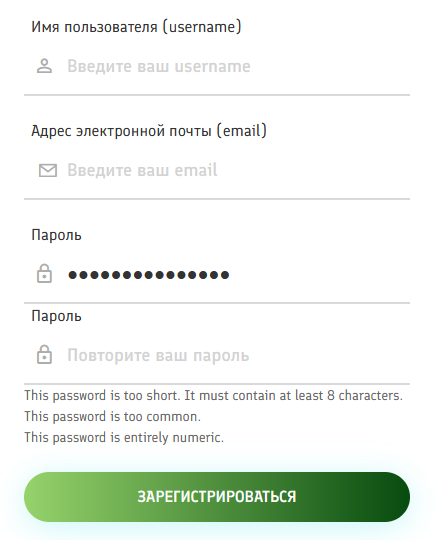 Имя пользователя (username)
Введите ваш username
Адрес электронной почты (email)
Введите ваш email
Пароль
●●●●●●●●●●●●●●●
Пароль
Повторите ваш пароль
This password is too short. It must contain at least 8 characters.
This password is too common.
This password is entirely numeric.
ЗАРЕГИСТРИРОВАТЬСЯ